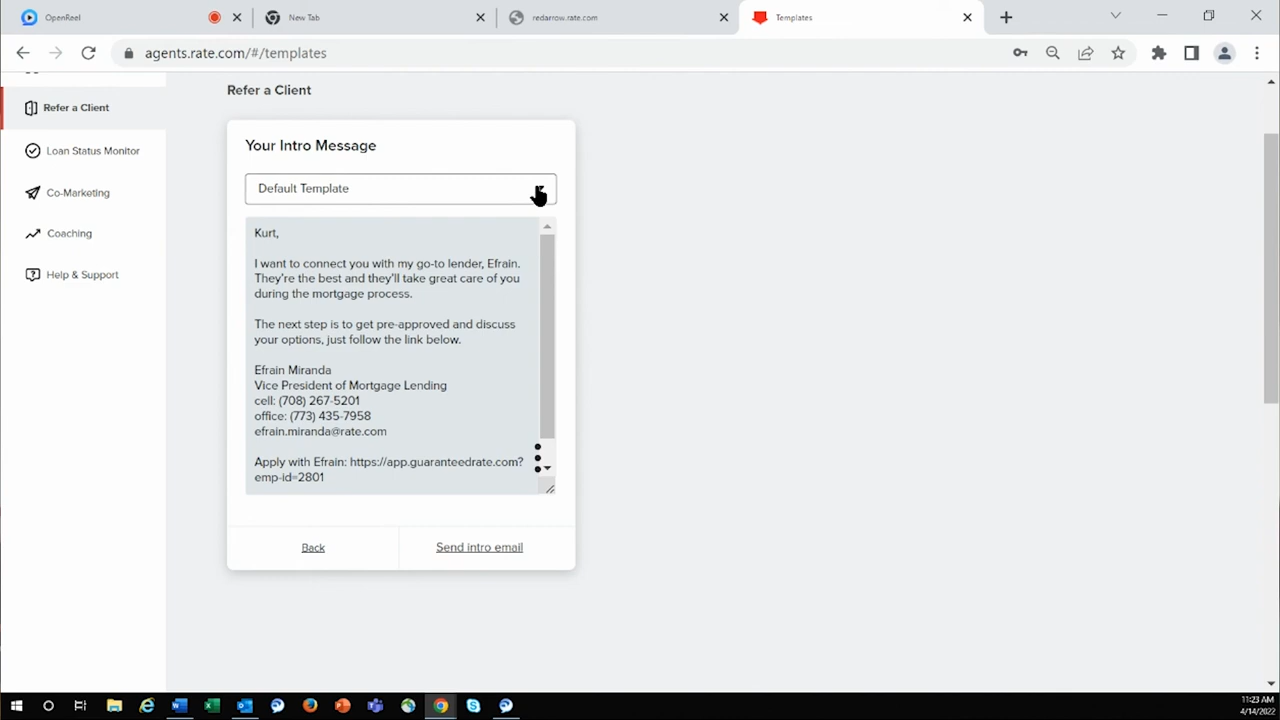 OpenReel
New Tab
redarrow.rate.com
Templates
agents.rate.com/#/templates
Refer a Client
Loan Status Monitor
Co-Marketing
Coaching
Help & Support
Refer a Client
Your Intro Message
Default Template
Kurt,
I want to connect you with my go-to lender, Efrain.
They're the best and they'll take great care of you
during the mortgage process.
The next step is to get pre-approved and discuss
your options, just follow the link below.
Efrain Miranda
Vice President of Mortgage Lending
cell: (708) 267-5201
office: (773) 435-7958
efrain.miranda@rate.com
Apply with Efrain: https://app.guaranteedrate.com?
emp-id=2801
Back
Send intro email
11:23 AM
4/14/2022